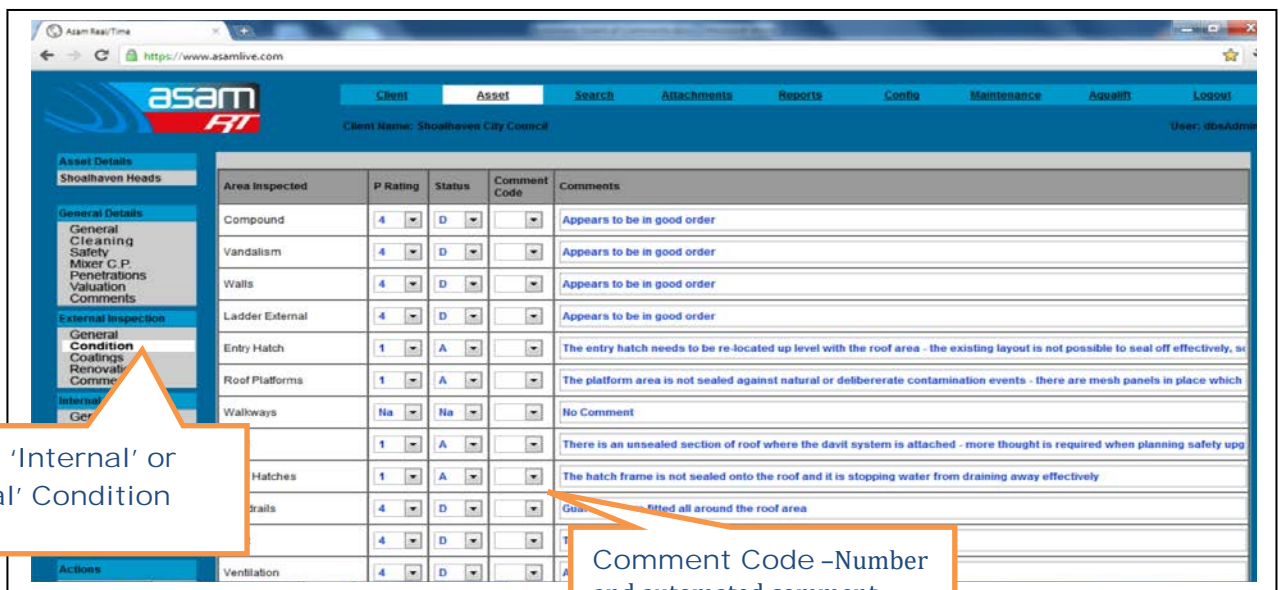 Asam Real/Time
https://www.asamlive.com
asam
RT
Client Asset Search Attachments Reports Config Maintenance Aqualift Logout
Client Name: Shoalhaven City Council User: dbsAdmin
Asset Details
Shoalhaven Heads
General Details
General
Cleaning
Safety
Mixer C.P.
Penetrations
Valuation
Comments
External Inspection
General
Condition
Coatings
Area Inspected P Rating Status Comment Code Comments
Compound 4 D Appears to be in good order
Vandalism 4 D Appears to be in good order
Walls 4 D Appears to be in good order
Ladder External 4 D Appears to be in good order
Entry Hatch 1 A The entry hatch needs to be re-located up level with the roof area - the existing layout is not possible to seal off effectively,
Roof Platforms 1 A The platform area is not sealed against natural or delibererate contamination events - there are mesh panels in place which
Walkways Na Na No Comment
1 A There is an unsealed section of roof where the davit system is attached - more thought is required when planning safety upg
Hatches 1 A The hatch frame is not sealed onto the roof and it is stopping water from draining away effectively
drails 4 D fitted all around the roof area
4 D
Ventilation 4 D
Actions
'Internal' or
l' Condition
Comment Code –Number
and automated comment